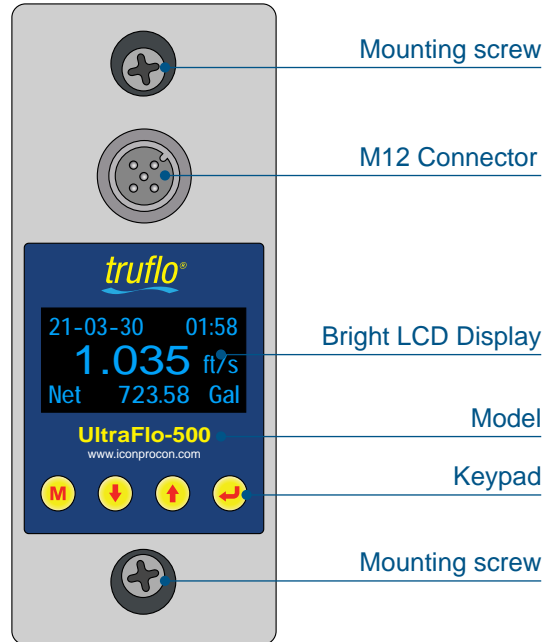 Mounting screw
M12 Connector
truflo®
21-03-30 01:58
1.035 ft/s
Net 723.58 Gal
Bright LCD Display
UltraFlo-500
Model
www.iconprocon.com
M
Keypad
Mounting screw